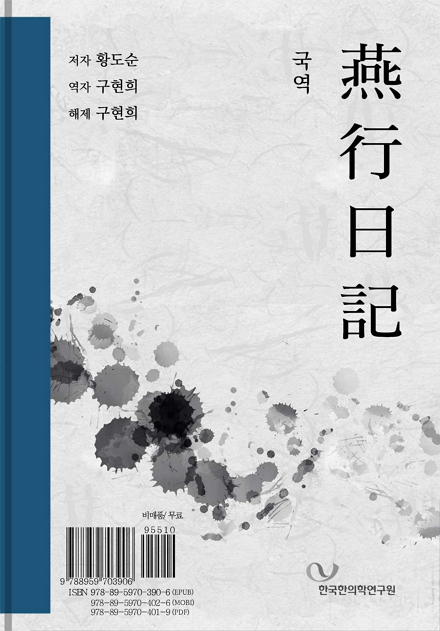 국역
燕行日記
저자 황도순
역자 구현희
해제 구현희
비매품/ 무료
95510
9 788959 703906
ISBN 978-89-5970-390-6 (EPUB)
978-89-5970-402-6 (MOBI)
978-89-5970-401-9 (PDF)
한국한의학연구원